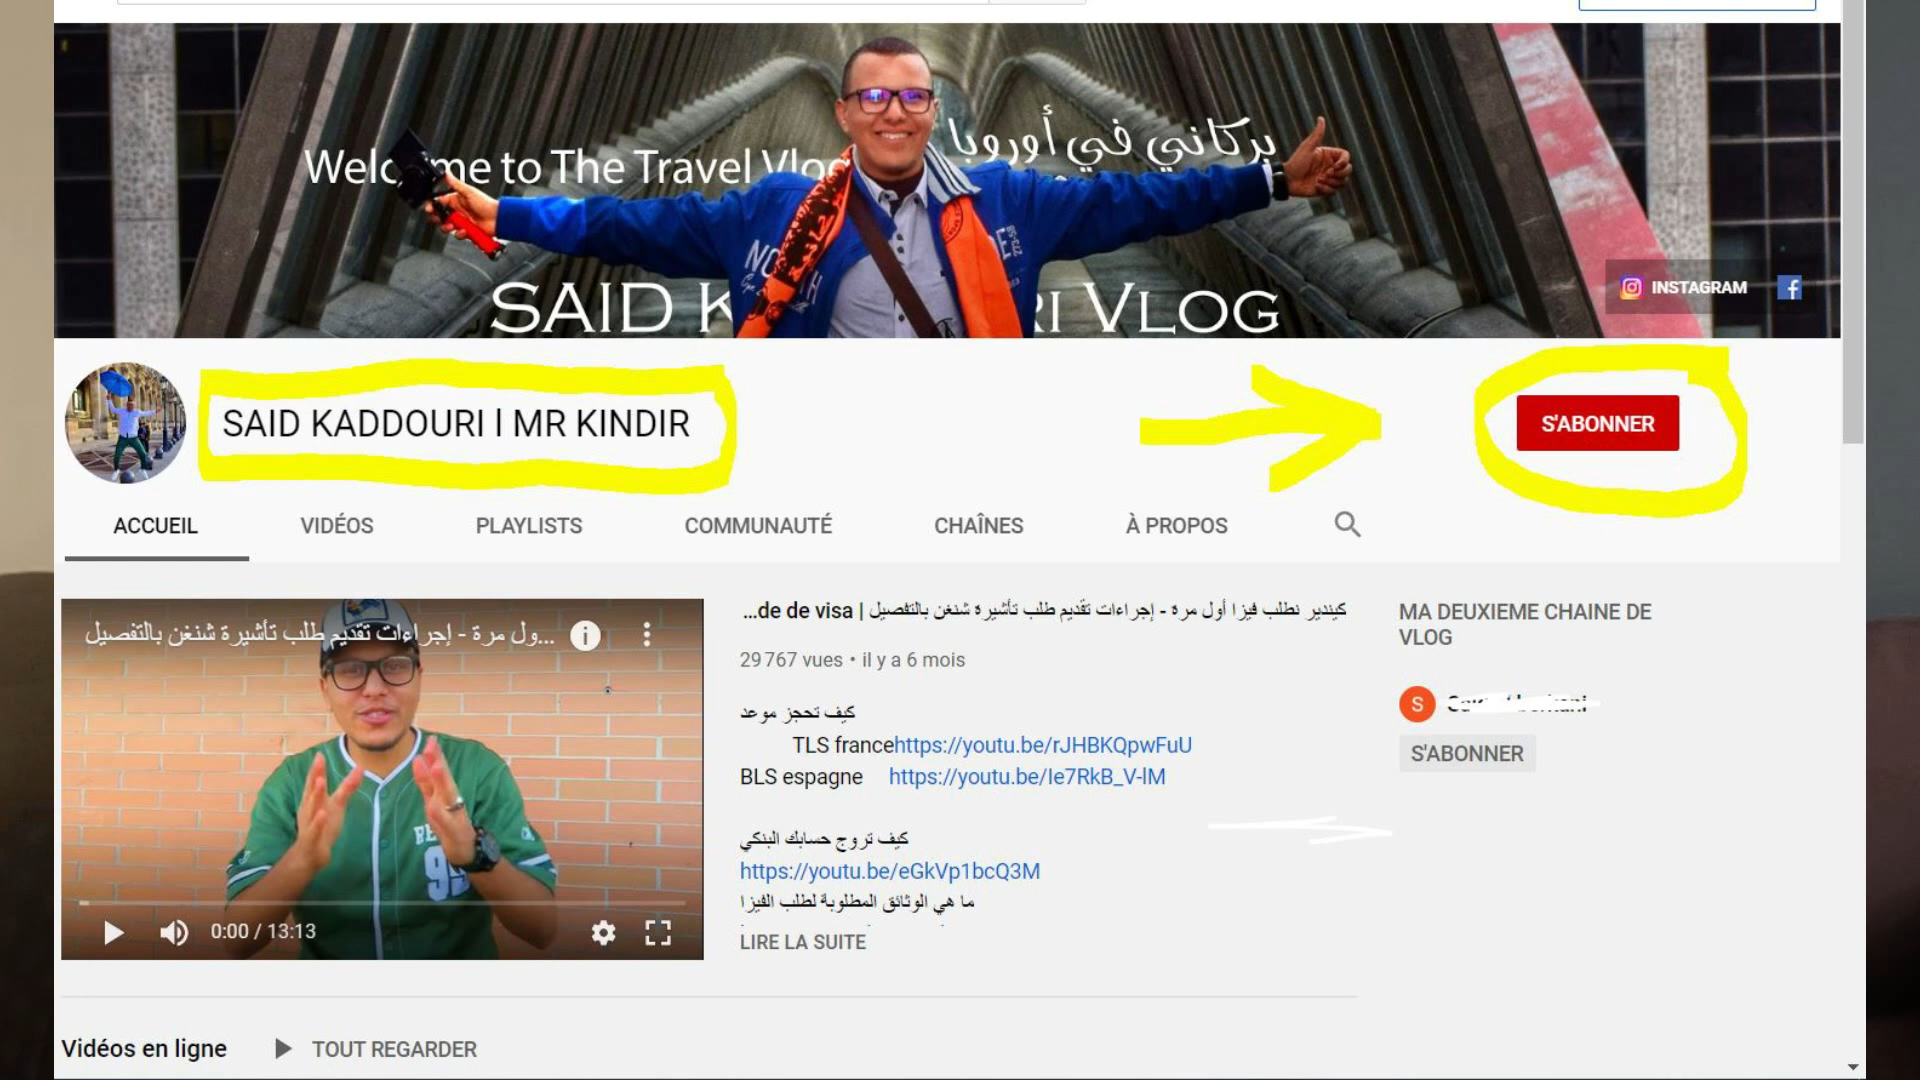 Welc me to The Travel Vlog
بركاني في أوروبا
SAID K RI VLOG
INSTAGRAM
SAID KADDOURI l MR KINDIR
S'ABONNER
ACCUEIL VIDÉOS PLAYLISTS COMMUNAUTÉ CHAÎNES À PROPOS
...ول مرة - إجراءات تقديم طلب تأشيرة شنغن بالتفصيل
كيندير نطلب فيزا أول مرة - إجراءات تقديم طلب تأشيرة شنغن بالتفصيل | de de visa...
29 767 vues • il y a 6 mois
كيف تحجز موعد
TLS francehttps://youtu.be/rJHBKQpwFuU
BLS espagne https://youtu.be/Ie7RkB_V-lM
كيف تروج حسابك البنكي
https://youtu.be/eGkVp1bcQ3M
ما هي الوثائق المطلوبة لطلب الفيزا
LIRE LA SUITE
0:00 / 13:13
MA DEUXIEME CHAINE DE
VLOG
S
S'ABONNER
Vidéos en ligne TOUT REGARDER